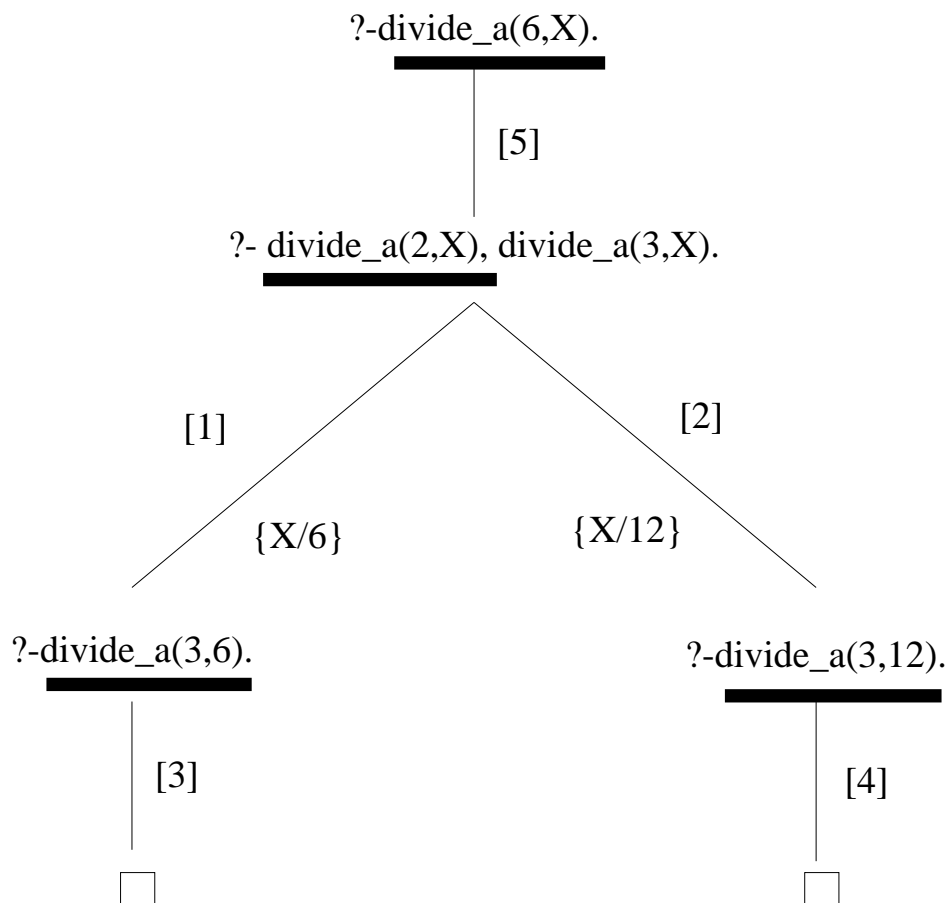 ?-divide_a(6,X).
[5]
?- divide_a(2,X), divide_a(3,X).
[1]
[2]
{X/6}
{X/12}
?-divide_a(3,6).
?-divide_a(3,12).
[3]
[4]